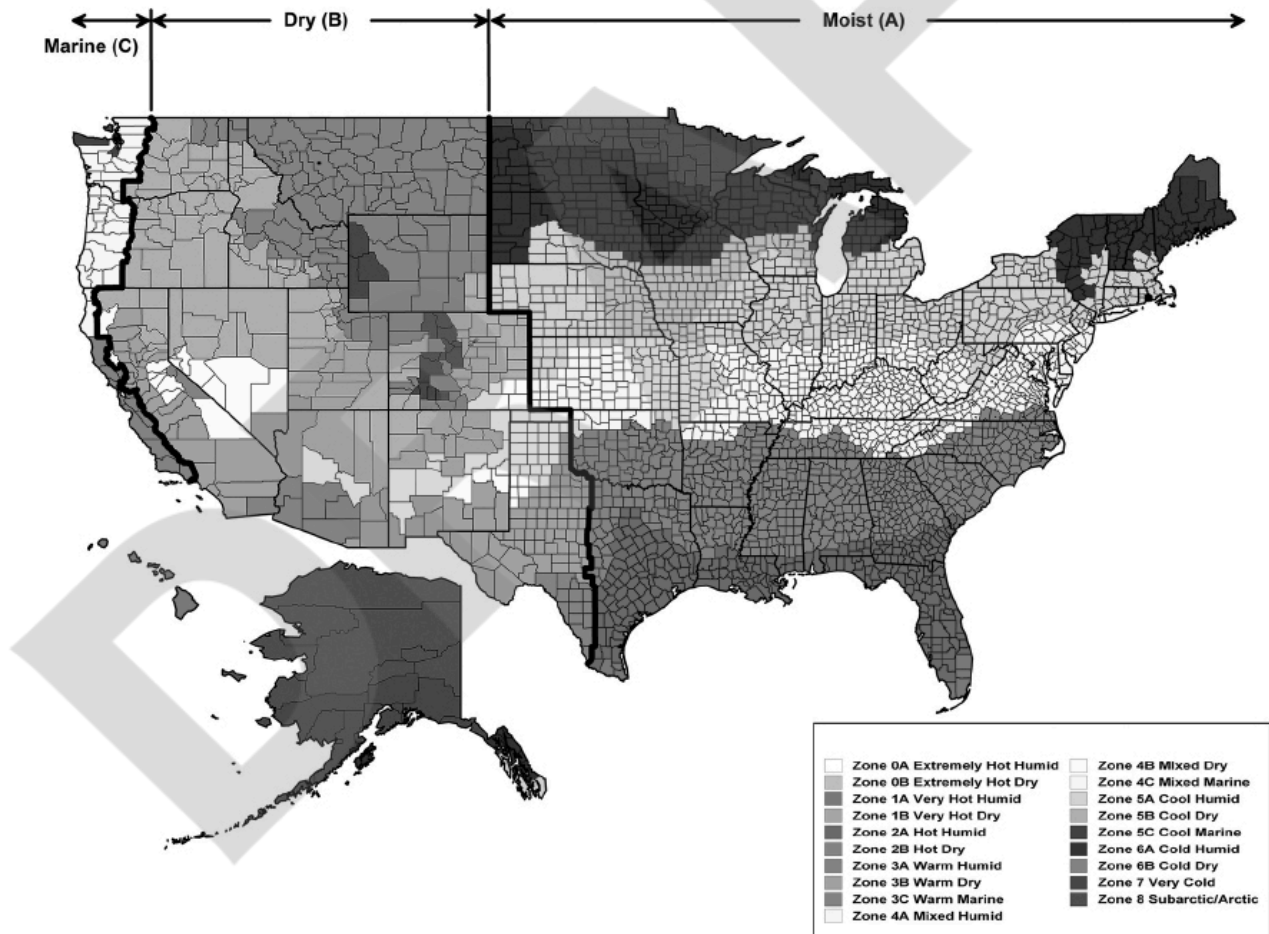 Dry (B)
Moist (A)
Marine (C)
DRAFT
Zone 0A Extremely Hot Humid
Zone 0B Extremely Hot Dry
Zone 1A Very Hot Humid
Zone 1B Very Hot Dry
Zone 2A Hot Humid
Zone 2B Hot Dry
Zone 3A Warm Humid
Zone 3B Warm Dry
Zone 3C Warm Marine
Zone 4A Mixed Humid
Zone 4B MIxed Dry
Zone 4C Mixed Marine
Zone 5A Cool Humid
Zone 5B Cool Dry
Zone 5C Cool Marine
Zone 6A Cold Humid
Zone 6B Cold Dry
Zone 7 Very Cold
Zone 8 Subarctic/Arctic